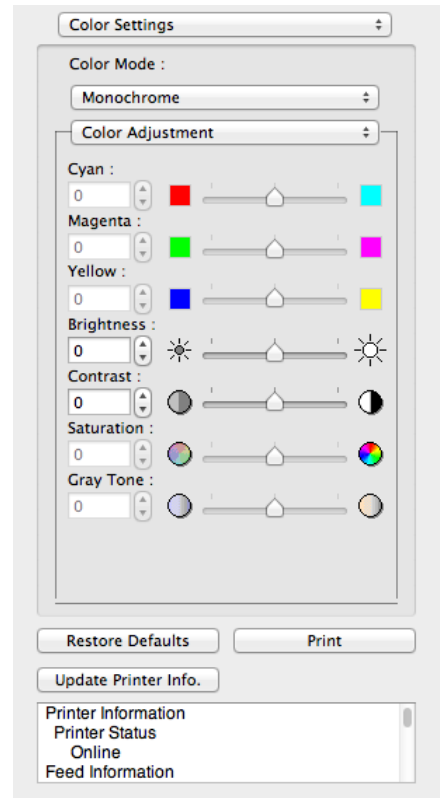 Color Settings
Color Mode :
Monochrome
Color Adjustment
Cyan :
0
Magenta :
0
Yellow :
0
Brightness :
0
Contrast :
0
Saturation :
0
Gray Tone :
0
Restore Defaults Print
Update Printer Info.
Printer Information
Printer Status
Online
Feed Information